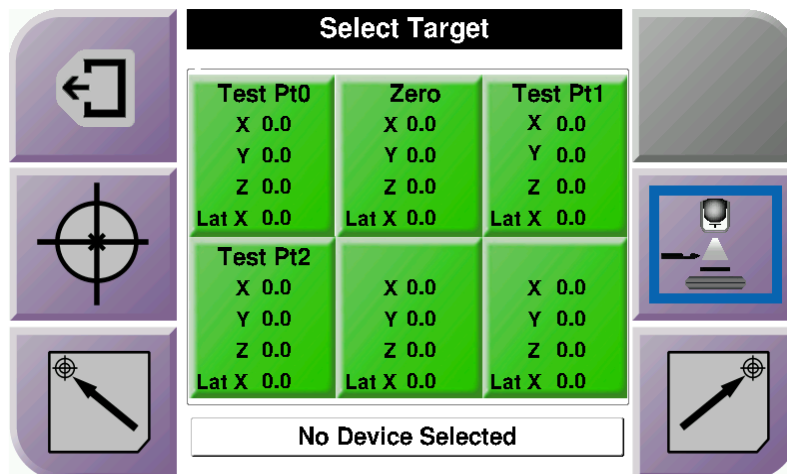 Select Target
Test Pt0 Zero Test Pt1
X 0.0 X 0.0 X 0.0
Y 0.0 Y 0.0 Y 0.0
Z 0.0 Z 0.0 Z 0.0
Lat X 0.0 Lat X 0.0 Lat X 0.0
Test Pt2
X 0.0 X 0.0 X 0.0
Y 0.0 Y 0.0 Y 0.0
Z 0.0 Z 0.0 Z 0.0
Lat X 0.0 Lat X 0.0 Lat X 0.0
No Device Selected